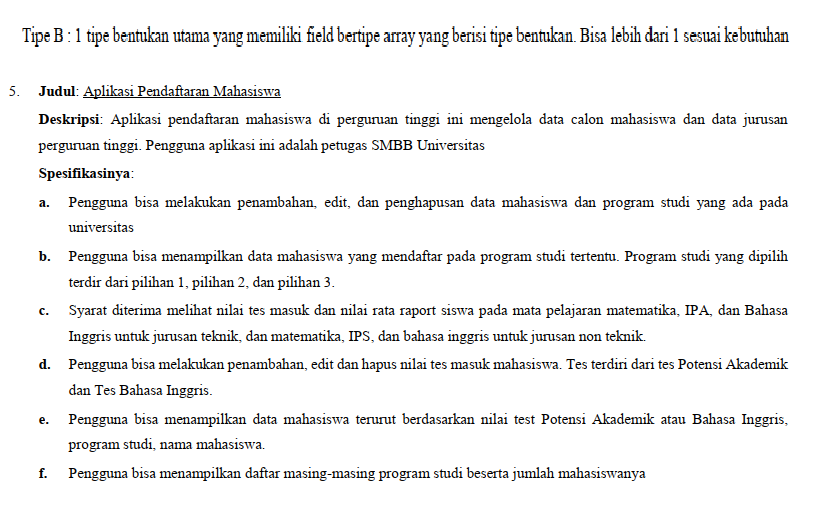 Tipe B : 1 tipe bentukan utama yang memiliki field bertipe array yang berisi tipe bentukan. Bisa lebih dari 1 sesuai kebutuhan
5. Judul: Aplikasi Pendaftaran Mahasiswa
Deskripsi: Aplikasi pendaftaran mahasiswa di perguruan tinggi ini mengelola data calon mahasiswa dan data jurusan
perguruan tinggi. Pengguna aplikasi ini adalah petugas SMBB Universitas
Spesifikasinya:
a. Pengguna bisa melakukan penambahan, edit, dan penghapusan data mahasiswa dan program studi yang ada pada
universitas
b. Pengguna bisa menampilkan data mahasiswa yang mendaftar pada program studi tertentu. Program studi yang dipilih
terdir dari pilihan 1, pilihan 2, dan pilihan 3.
c. Syarat diterima melihat nilai tes masuk dan nilai rata raport siswa pada mata pelajaran matematika, IPA, dan Bahasa
Inggris untuk jurusan teknik, dan matematika, IPS, dan bahasa inggris untuk jurusan non teknik.
d. Pengguna bisa melakukan penambahan, edit dan hapus nilai tes masuk mahasiswa. Tes terdiri dari tes Potensi Akademik
dan Tes Bahasa Inggris.
e. Pengguna bisa menampilkan data mahasiswa terurut berdasarkan nilai test Potensi Akademik atau Bahasa Inggris,
program studi, nama mahasiswa.
f. Pengguna bisa menampilkan daftar masing-masing program studi beserta jumlah mahasiswanya